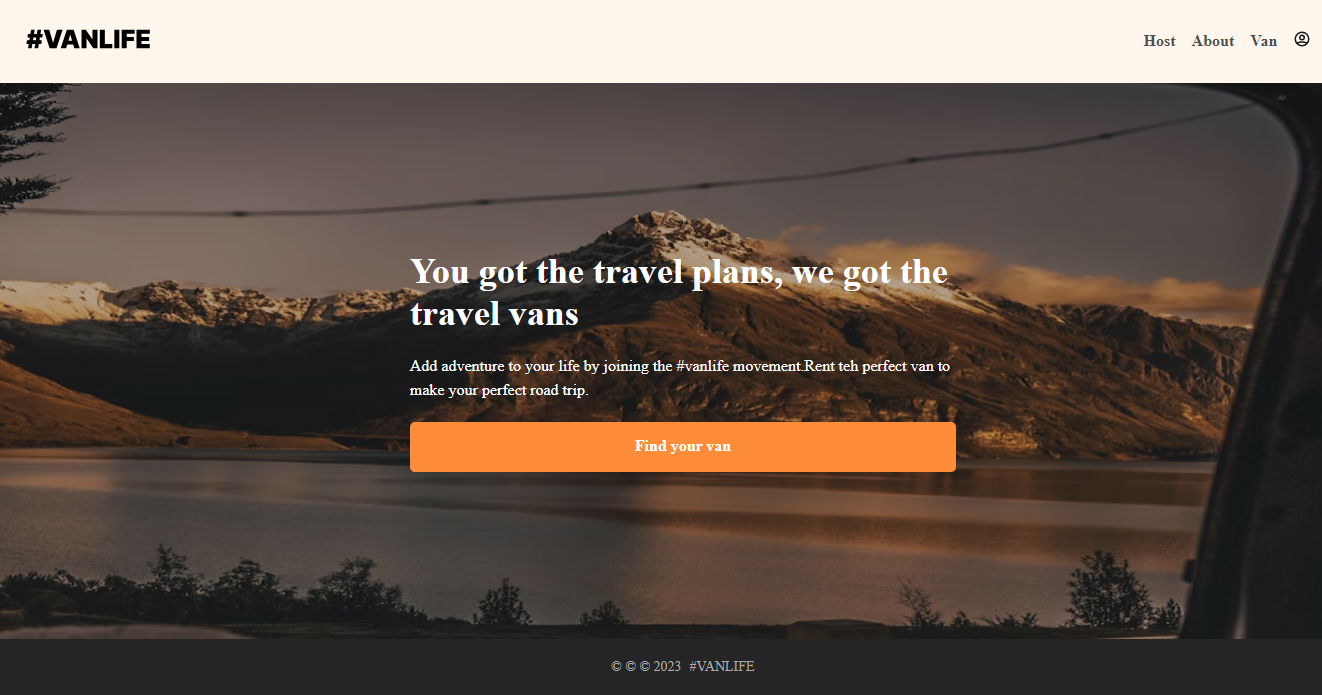 #VANLIFE
Host About Van
You got the travel plans, we got the
travel vans
Add adventure to your life by joining the #vanlife movement.Rent teh perfect van to
make your perfect road trip.
Find your van
© © © 2023 #VANLIFE